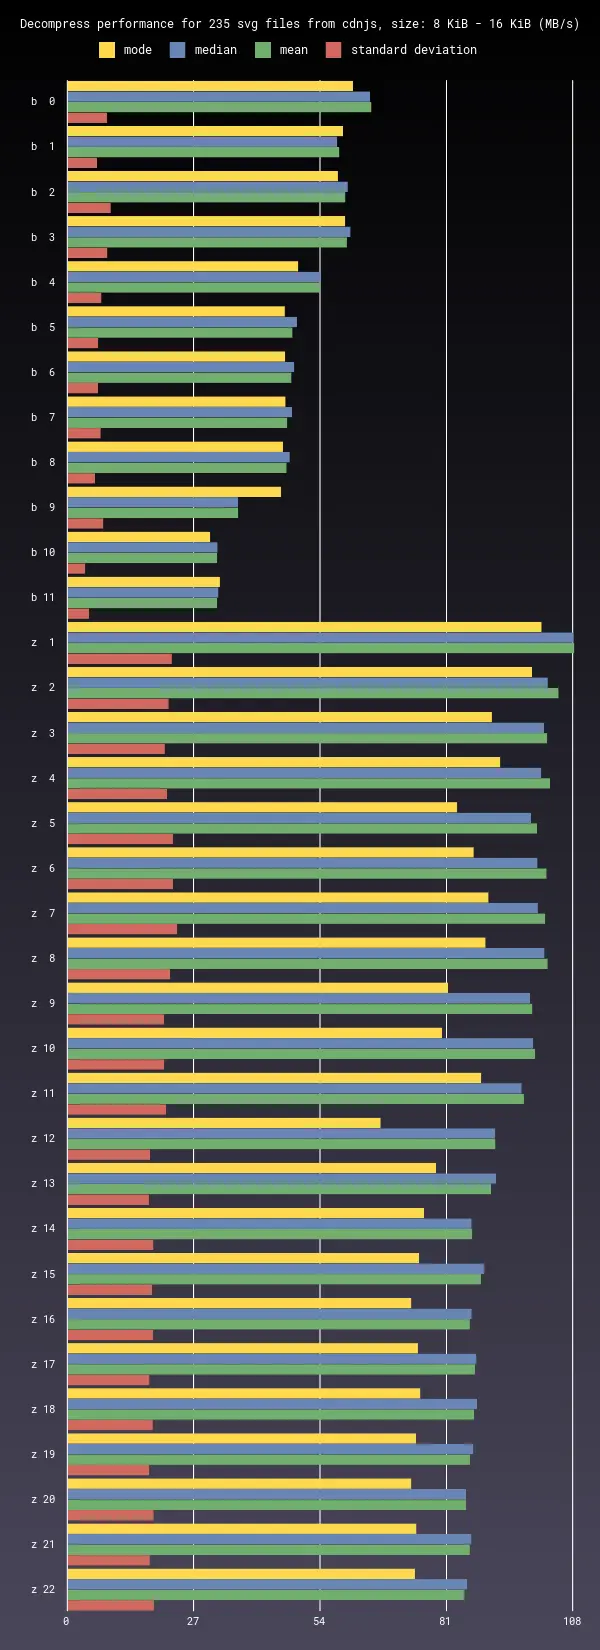 Decompress performance for 235 svg files from cdnjs, size: 8 KiB - 16 KiB (MB/s)
mode median mean standard deviation
b 0
b 1
b 2
b 3
b 4
b 5
b 6
b 7
b 8
b 9
b 10
b 11
z 1
z 2
z 3
z 4
z 5
z 6
z 7
z 8
z 9
z 10
z 11
z 12
z 13
z 14
z 15
z 16
z 17
z 18
z 19
z 20
z 21
z 22
0 27 54 81 108